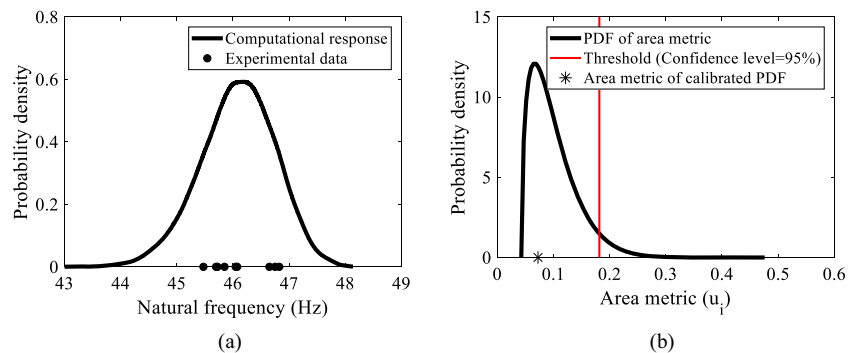 Computational response
Experimental data
Probability density
0.8
0.6
0.4
0.2
0
43
44
45
46
47
48
49
Natural frequency (Hz)
(a)
PDF of area metric
Threshold (Confidence level=95%)
Area metric of calibrated PDF
Probability density
15
10
5
0
0
0.1
0.2
0.3
0.4
0.5
0.6
Area metric (u_i)
(b)